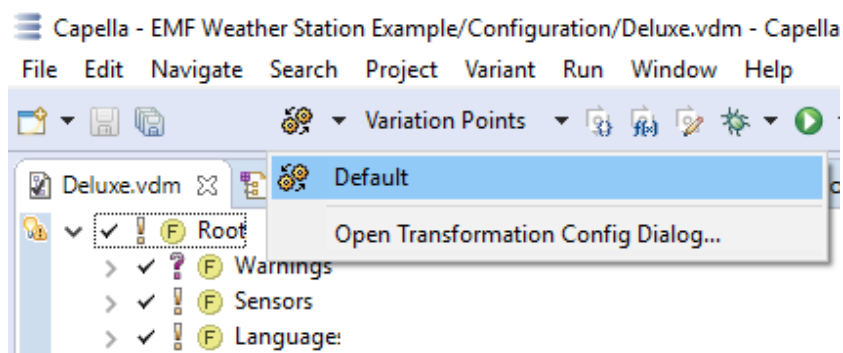 Capella - EMF Weather Station Example/Configuration/Deluxe.vdm - Capella
File Edit Navigate Search Project Variant Run Window Help
Variation Points
Deluxe.vdm
Default
F Root
Open Transformation Config Dialog...
? F Warnings
F Sensors
F Language